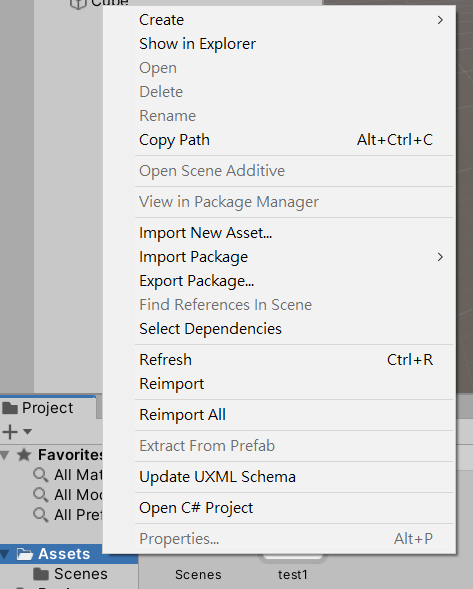 Cube
Create
Show in Explorer
Open
Delete
Rename
Copy Path Alt+Ctrl+C
Open Scene Additive
View in Package Manager
Import New Asset...
Import Package
Export Package...
Find References In Scene
Select Dependencies
Refresh Ctrl+R
Reimport
Reimport All
Extract From Prefab
Update UXML Schema
Open C# Project
Properties... Alt+P
Project
Favorites
All Mat
All Mod
All Pref
Assets
Scenes
Scenes test1